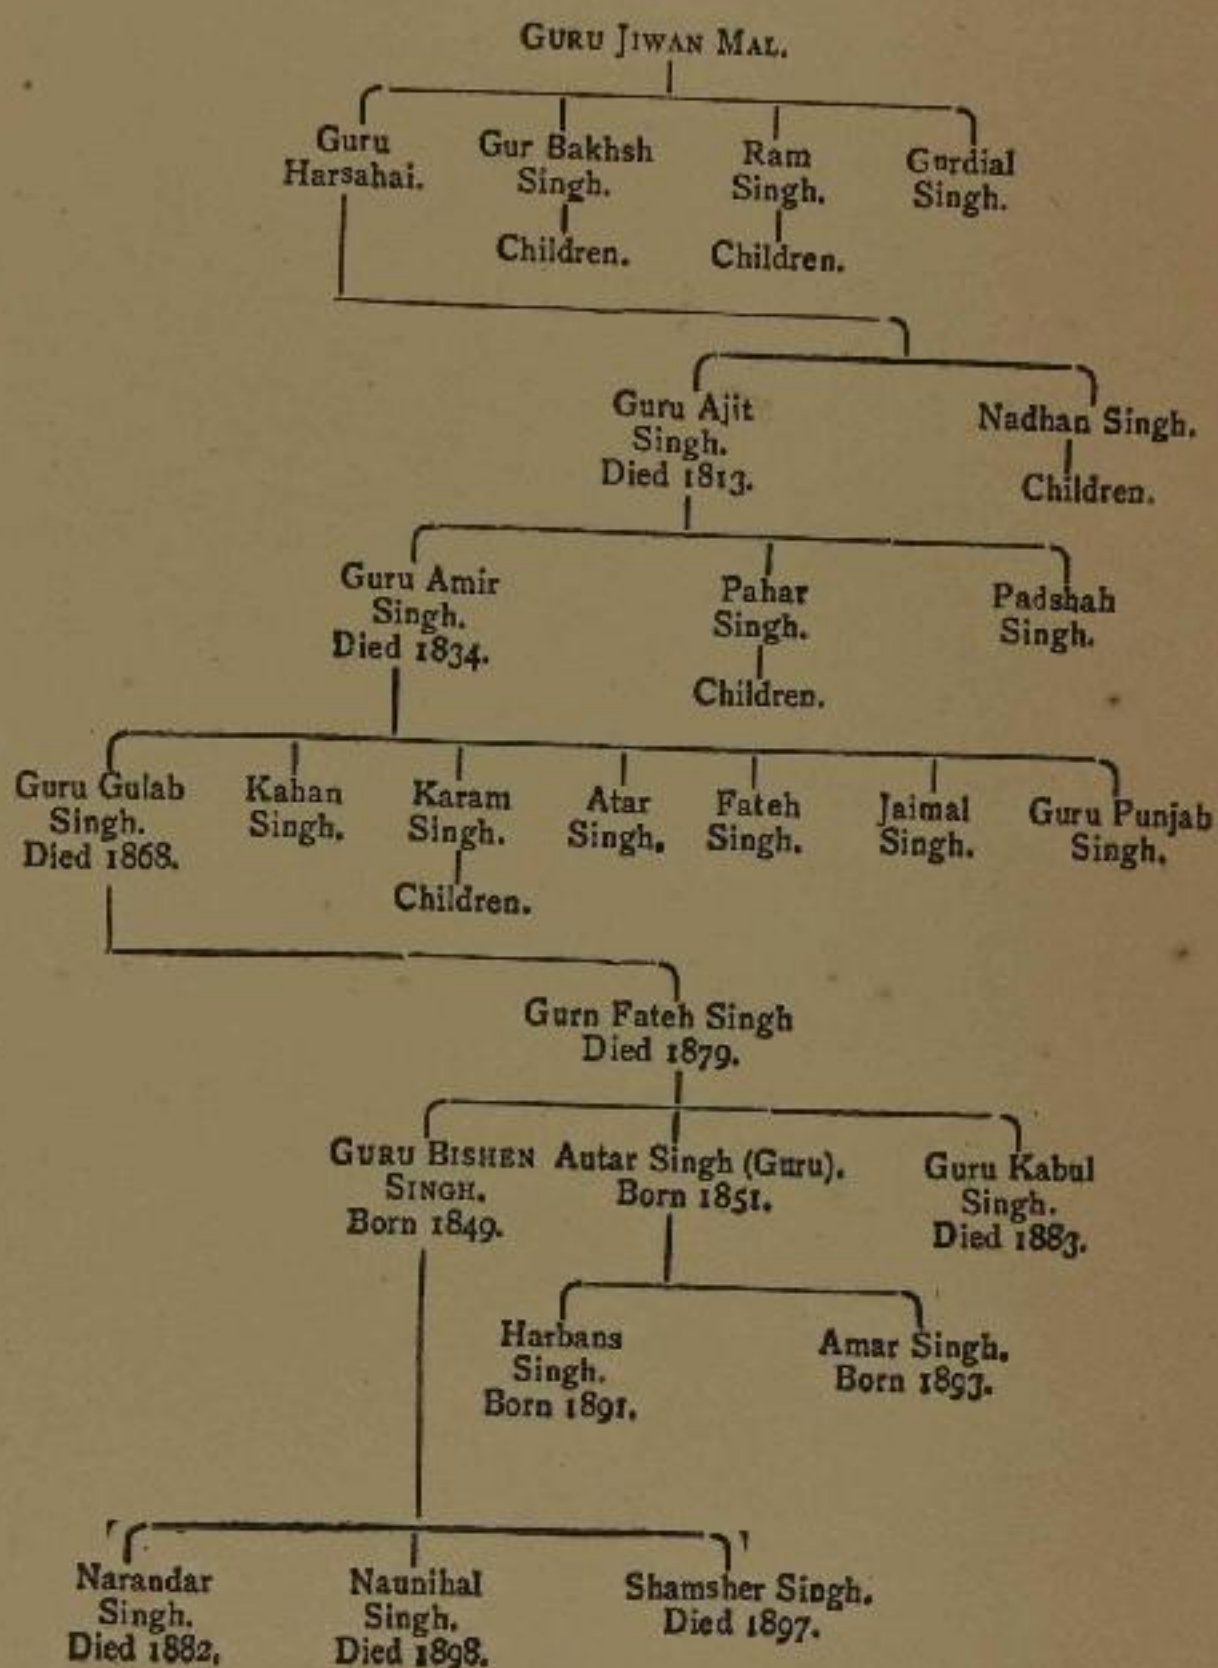 GURU JIWAN MAL.
Guru
Harsahai.
Gur Bakhsh
Singh.
Children.
Ram
Singh.
Children.
Gurdial
Singh.
Guru Ajit
Singh.
Died 1813.
Nadhan Singh.
Children.
Guru Amir
Singh.
Died 1834.
Pahar
Singh.
Children.
Padshah
Singh.
Guru Gulab
Singh.
Died 1868.
Kahan
Singh.
Karam
Singh.
Children.
Atar
Singh.
Fateh
Singh.
Jaimal
Singh.
Guru Punjab
Singh.
Gurn Fateh Singh
Died 1879.
GURU BISHEN
SINGH.
Born 1849.
Autar Singh (Guru).
Born 1851.
Guru Kabul
Singh.
Died 1883.
Harbans
Singh.
Born 1891.
Amar Singh.
Born 1893.
Narandar
Singh.
Died 1882.
Naunihal
Singh.
Died 1898.
Shamsher Singh.
Died 1897.